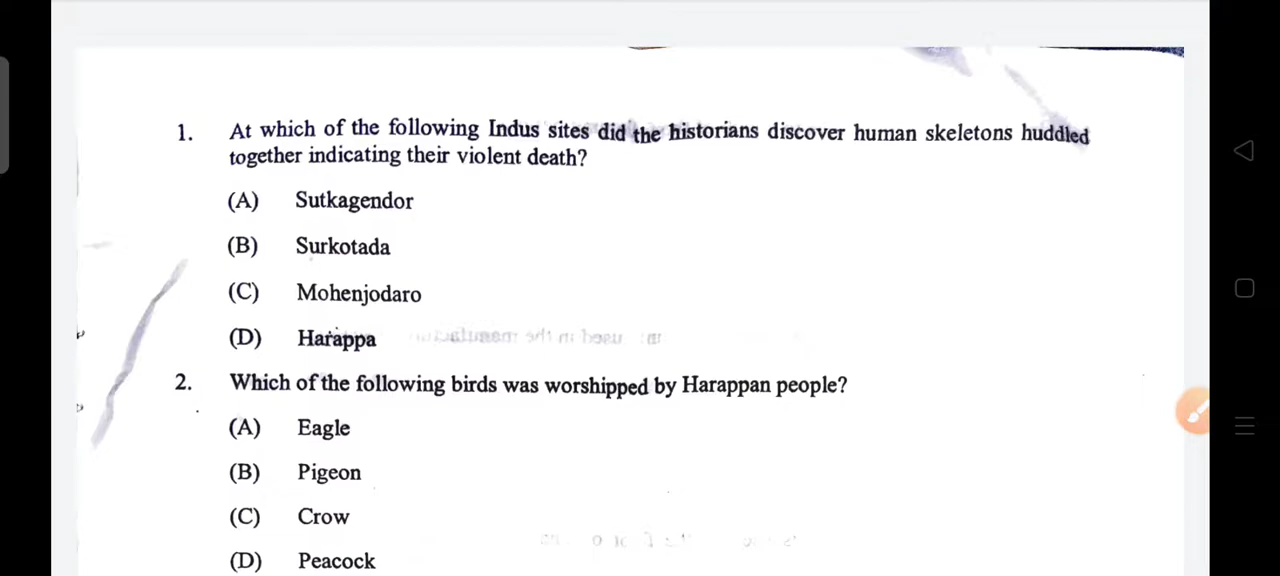 1. At which of the following Indus sites did the historians discover human skeletons huddled
together indicating their violent death?
(A) Sutkagendor
(B) Surkotada
(C) Mohenjodaro
(D) Harappa
2. Which of the following birds was worshipped by Harappan people?
(A) Eagle
(B) Pigeon
(C) Crow
(D) Peacock